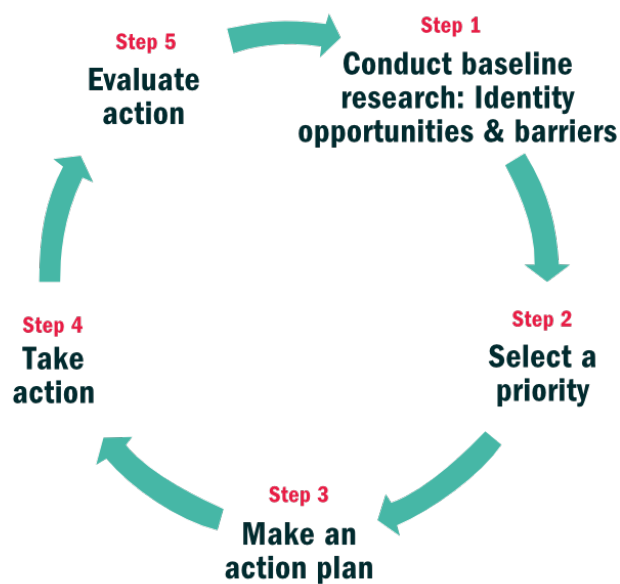 Step 1
Conduct baseline
research: Identity
opportunities & barriers
Step 2
Select a
priority
Step 3
Make an
action plan
Step 4
Take
action
Step 5
Evaluate
action